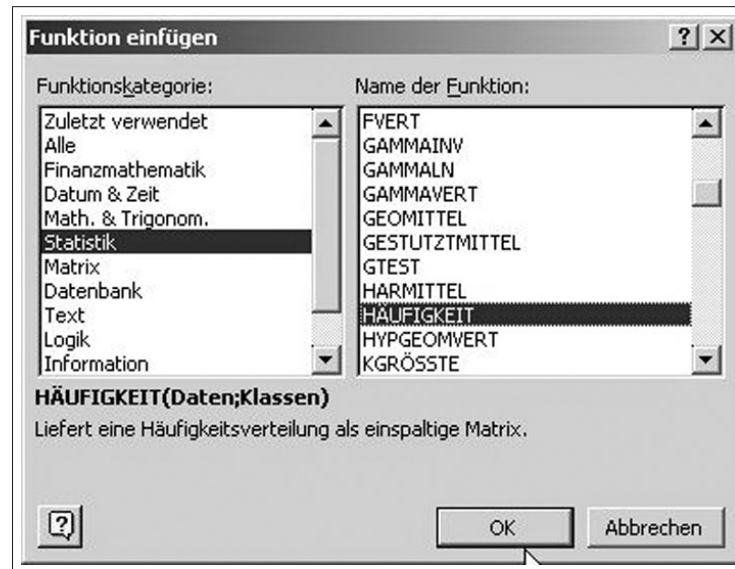 Funktion einfügen
Funktionskategorie:
Zuletzt verwendet
Alle
Finanzmathematik
Datum & Zeit
Math. & Trigonom.
Statistik
Matrix
Datenbank
Text
Logik
Information
Name der Funktion:
FVERT
GAMMAINV
GAMMALN
GAMMAVERT
GEOMITTEL
GESTUTZTMITTEL
GTEST
HARMITTEL
HÄUFIGKEIT
HYPGEOMVERT
KGRÖSSTE
HÄUFIGKEIT(Daten;Klassen)
Liefert eine Häufigkeitsverteilung als einspaltige Matrix.
OK
Abbrechen